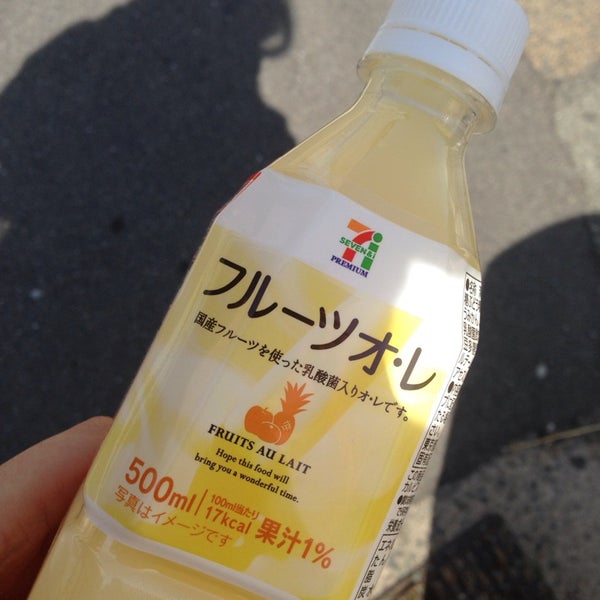 7i
SEVEN&i
PREMIUM
フルーツオ・レ
国産フルーツを使った乳酸菌入りオ・レです。
FRUITS AU LAIT
Hope this food will
bring you a wonderful time.
500ml
100ml当たり
17kcal
果汁1%
写真はイメージです